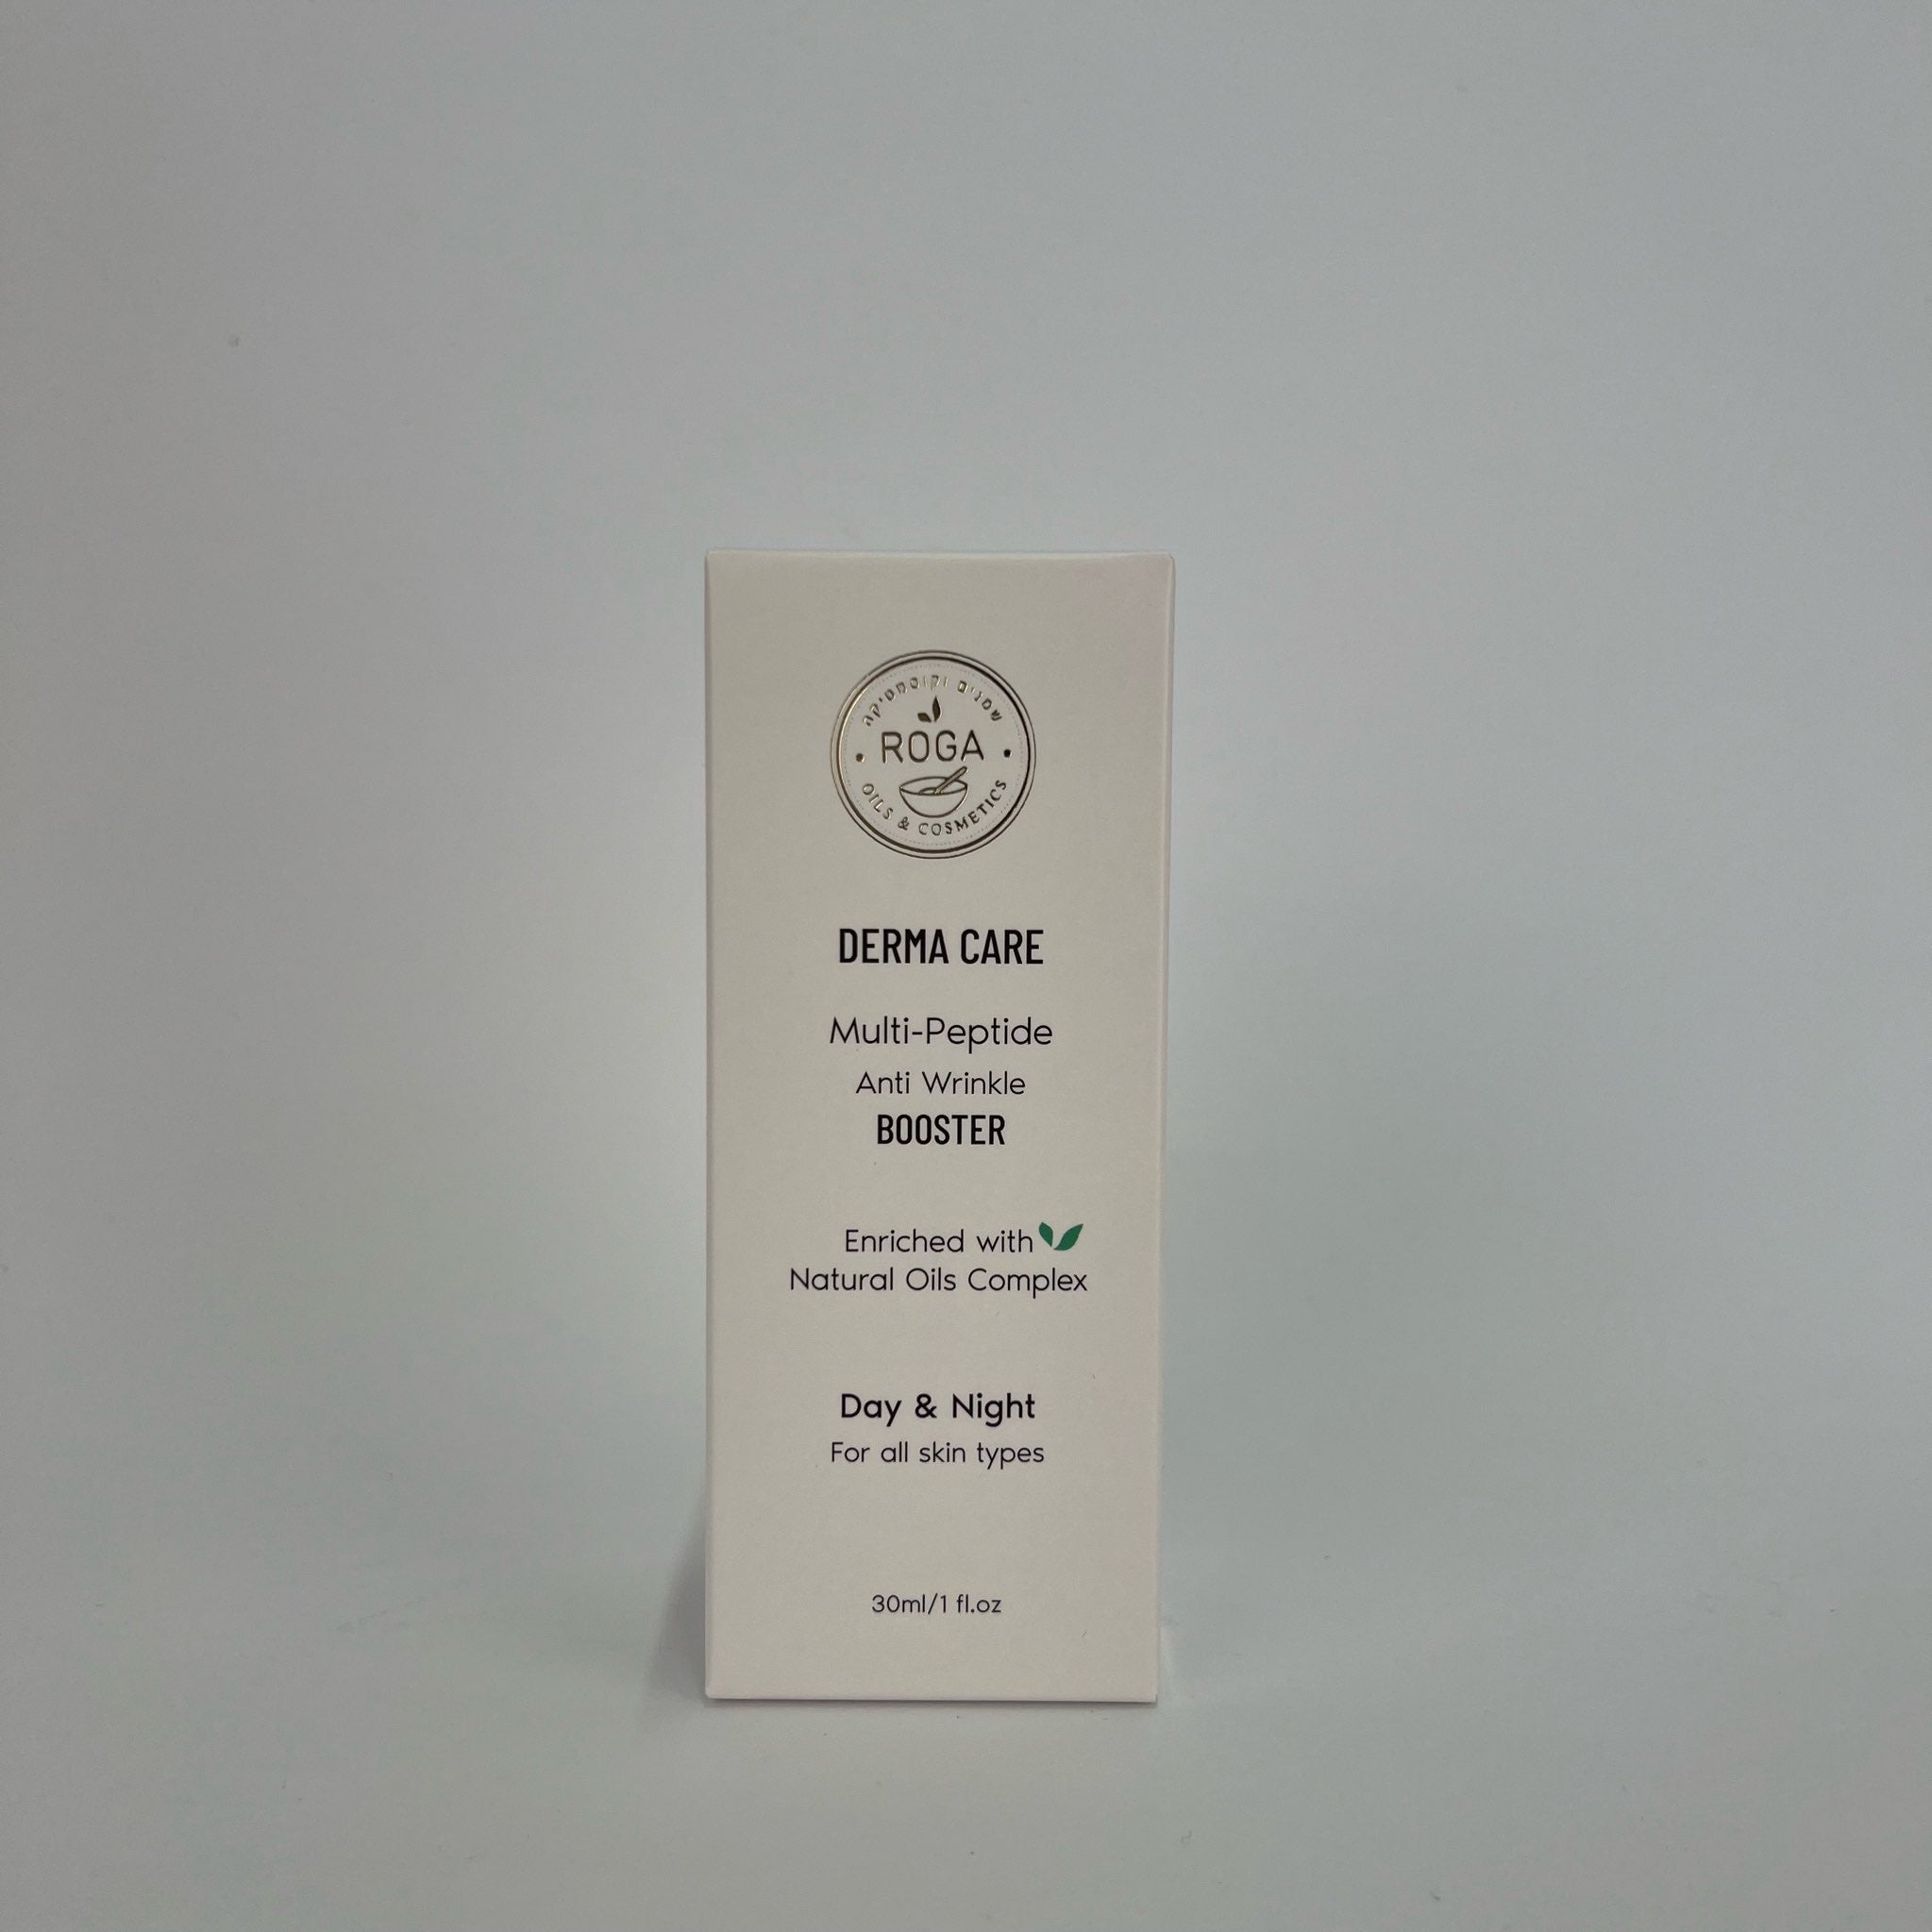 שמנים וקוסמטיקה
ROGA
OILS & COSMETICS
DERMA CARE
Multi-Peptide
Anti Wrinkle
BOOSTER
Enriched with
Natural Oils Complex
Day & Night
For all skin types
30ml/1 fl.oz